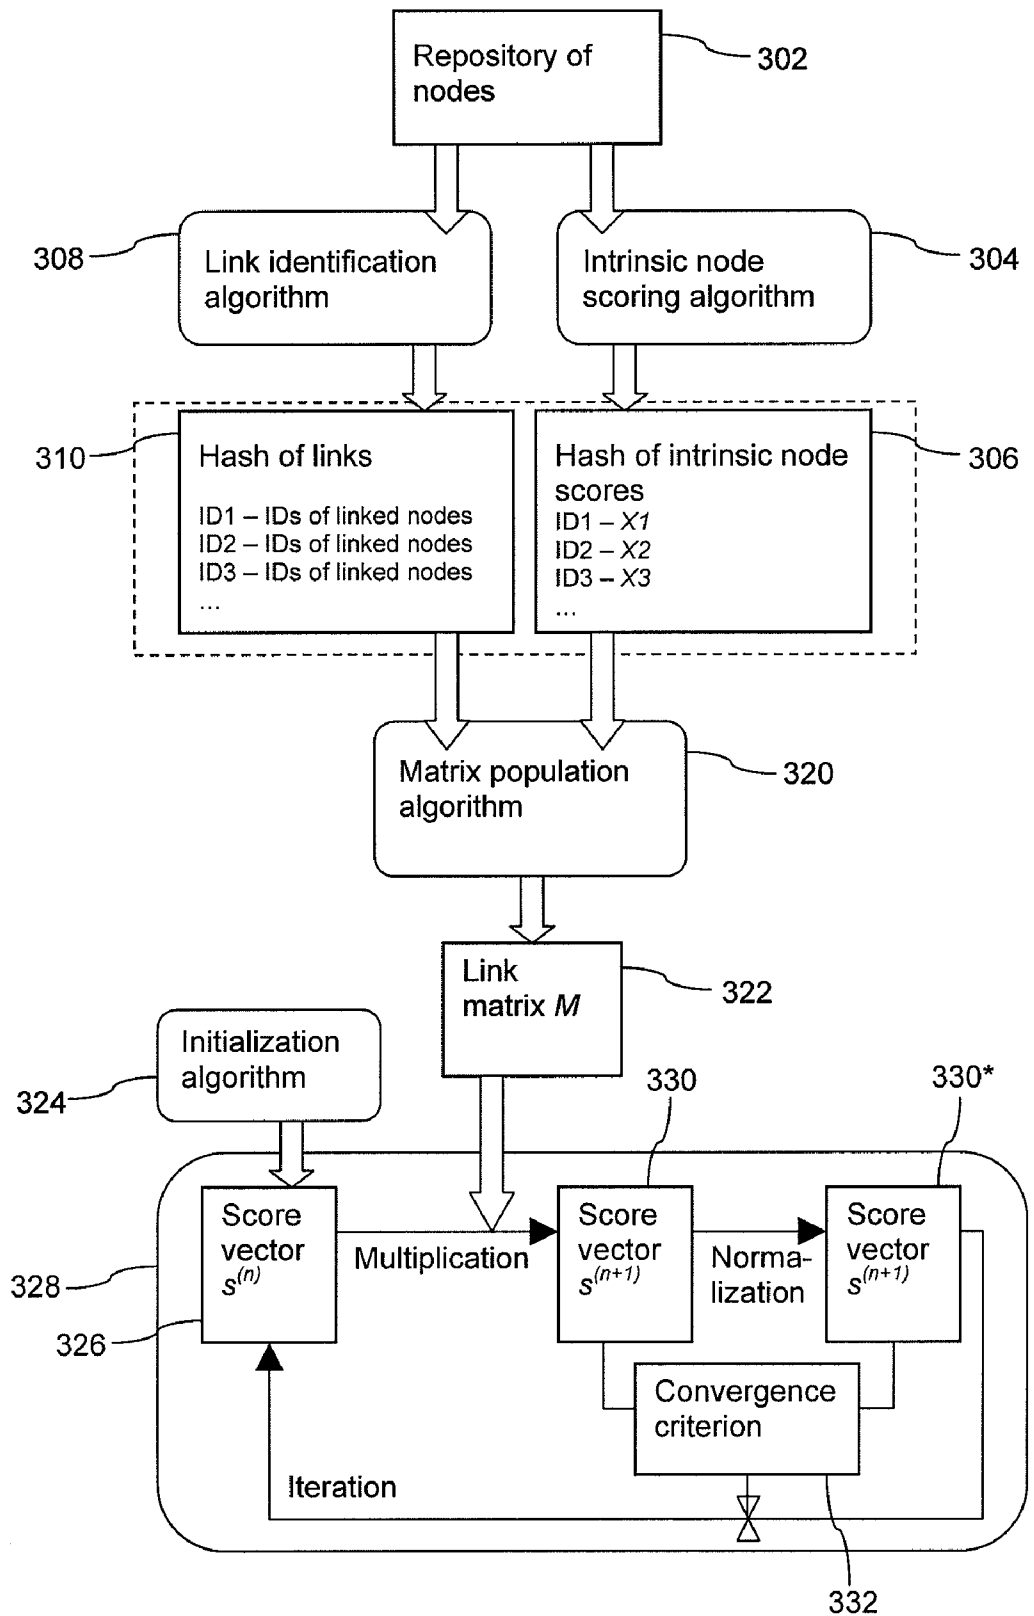 Repository of
nodes
302
308
Link identification
algorithm
Intrinsic node
scoring algorithm
304
310
Hash of links
ID1 – IDs of linked nodes
ID2 – IDs of linked nodes
ID3 – IDs of linked nodes
...
Hash of intrinsic node
scores
ID1 – X1
ID2 – X2
ID3 – X3
...
306
Matrix population
algorithm
320
Link
matrix M
322
Initialization
algorithm
324
330
330*
Score
vector
s(n)
Multiplication
Score
vector
s(n+1)
Norma-
lization
Score
vector
s(n+1)
328
326
Convergence
criterion
Iteration
332